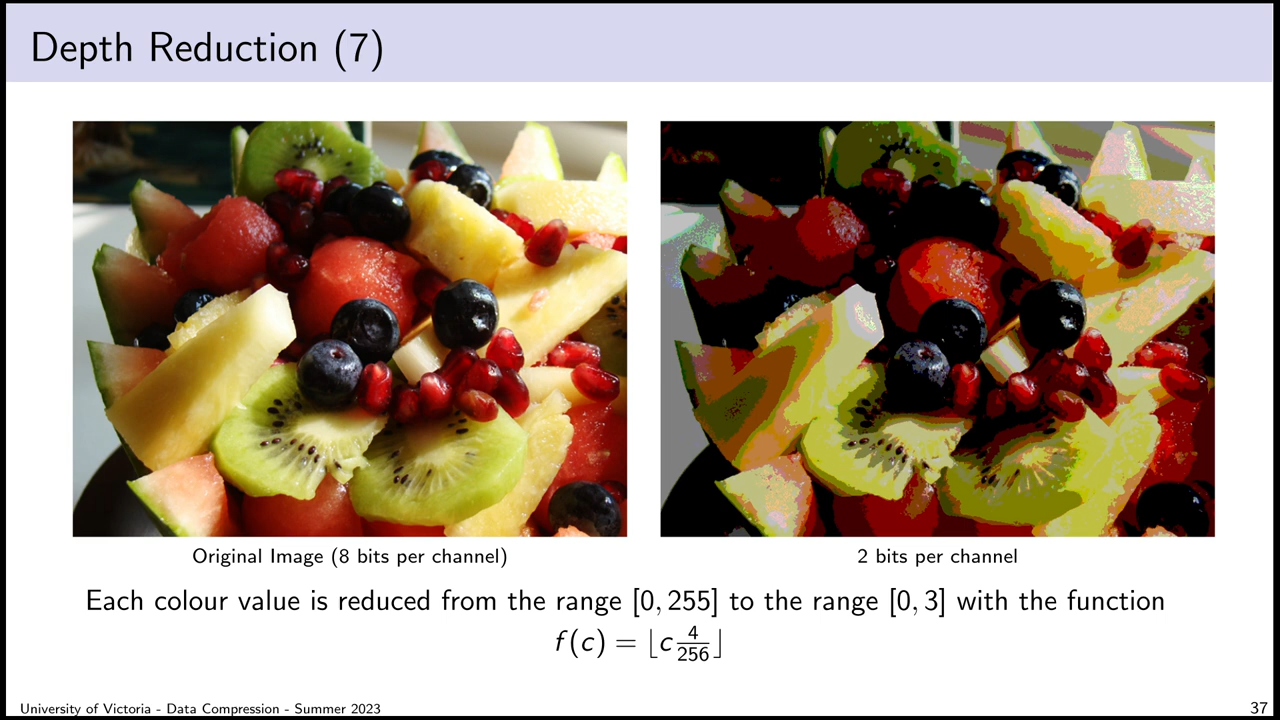 Depth Reduction (7)
Original Image (8 bits per channel)
2 bits per channel
Each colour value is reduced from the range [0, 255] to the range [0, 3] with the function
f(c) = ⌊c 4/256⌋
University of Victoria - Data Compression - Summer 2023
37